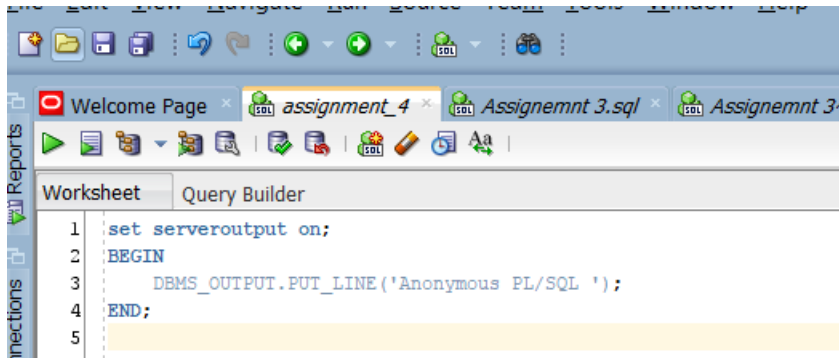 Welcome Page × assignment_4 × Assignemnt 3.sql × Assignemnt 3
Reports
Worksheet Query Builder
1 set serveroutput on;
2 BEGIN
3 DBMS_OUTPUT.PUT_LINE('Anonymous PL/SQL ');
4 END;
5
nnections